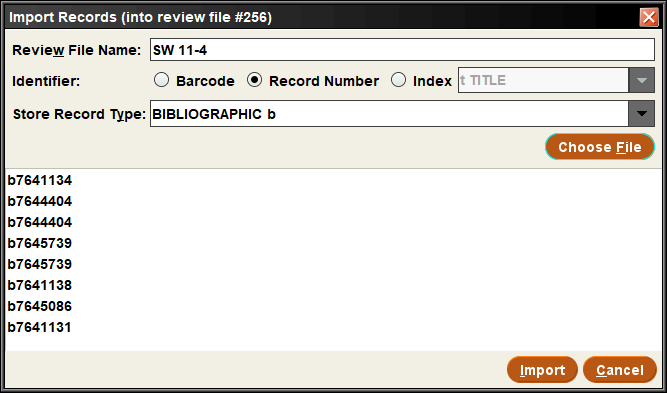 Import Records (into review file #256)
Review File Name: SW 11-4
Identifier: Barcode Record Number Index t TITLE
Store Record Type: BIBLIOGRAPHIC b
Choose File
b7641134
b7644404
b7644404
b7645739
b7645739
b7641138
b7645086
b7641131
Import Cancel